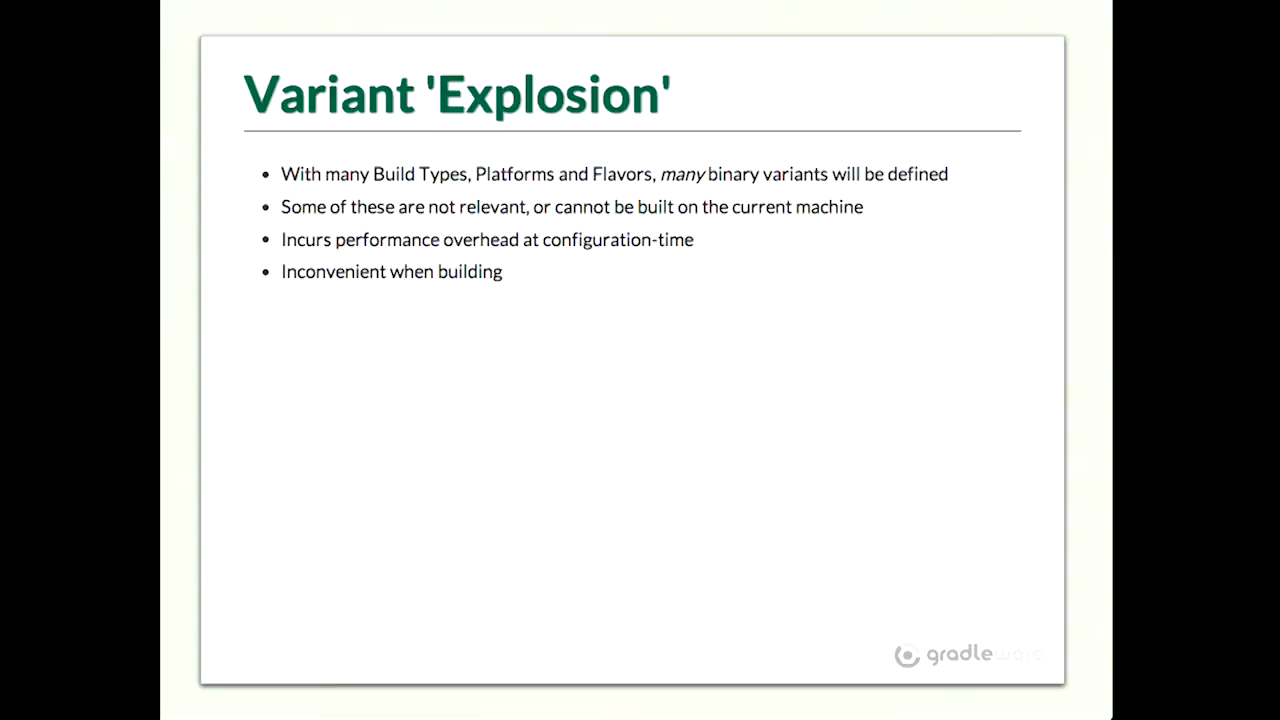 Variant 'Explosion'
With many Build Types, Platforms and Flavors, many binary variants will be defined
Some of these are not relevant, or cannot be built on the current machine
Incurs performance overhead at configuration-time
Inconvenient when building
gradleware